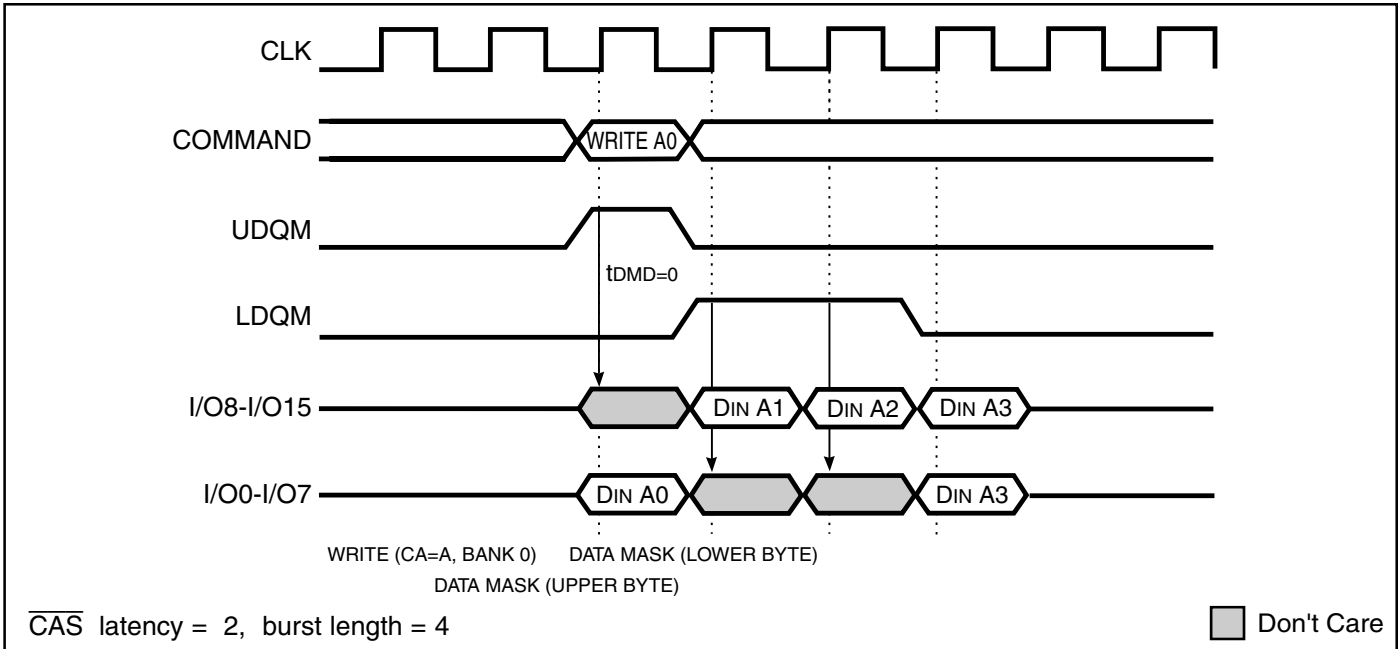 CLK
COMMAND
WRITE A0
UDQM
tDMD=0
LDQM
I/O8-I/O15
DIN A1
DIN A2
DIN A3
I/O0-I/O7
DIN A0
DIN A3
WRITE (CA=A, BANK 0) DATA MASK (LOWER BYTE)
DATA MASK (UPPER BYTE)
CAS latency = 2, burst length = 4
Don't Care